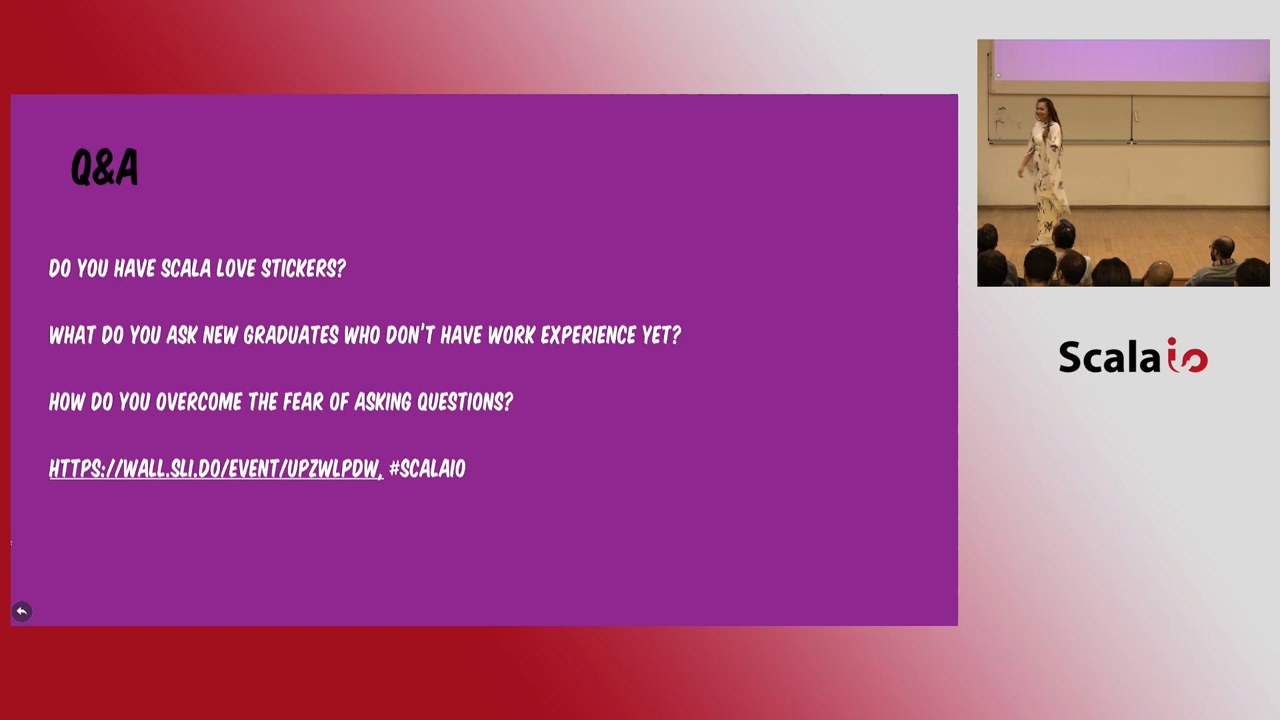 Q&A
DO YOU HAVE SCALA LOVE STICKERS?
WHAT DO YOU ASK NEW GRADUATES WHO DON'T HAVE WORK EXPERIENCE YET?
HOW DO YOU OVERCOME THE FEAR OF ASKING QUESTIONS?
HTTPS://WALL.SLI.DO/EVENT/UPZWLPDW, #SCALAIO
Scala io